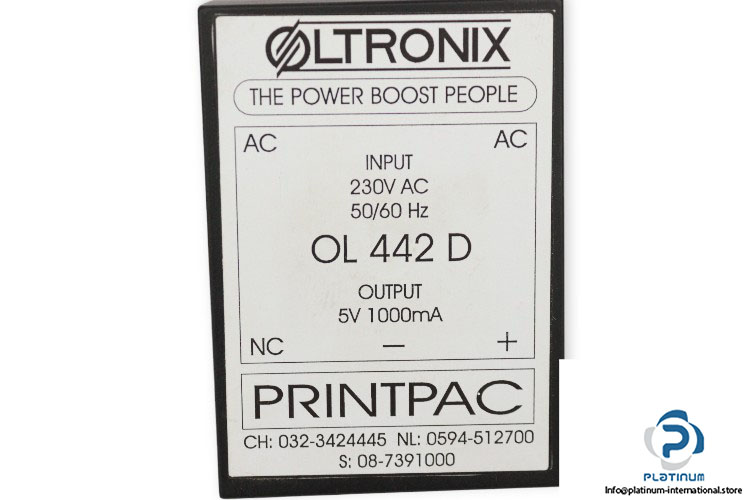 OLTRONIX
THE POWER BOOST PEOPLE
AC AC
INPUT
230V AC
50/60 Hz
OL 442 D
OUTPUT
5V 1000mA
NC — +
PRINTPAC
CH: 032-3424445 NL: 0594-512700
S: 08-7391000
PLATINUM
Info@platinum-international.store